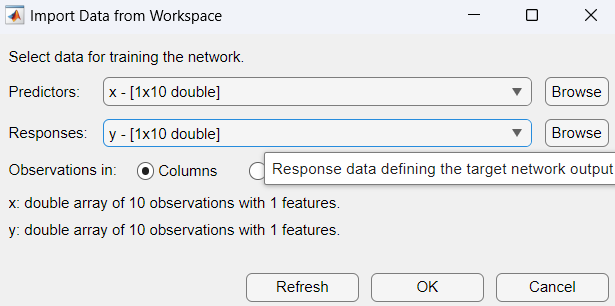 Import Data from Workspace
Select data for training the network.
Predictors: x - [1x10 double] Browse
Responses: y - [1x10 double] Browse
Observations in: Columns Response data defining the target network output
x: double array of 10 observations with 1 features.
y: double array of 10 observations with 1 features.
Refresh OK Cancel